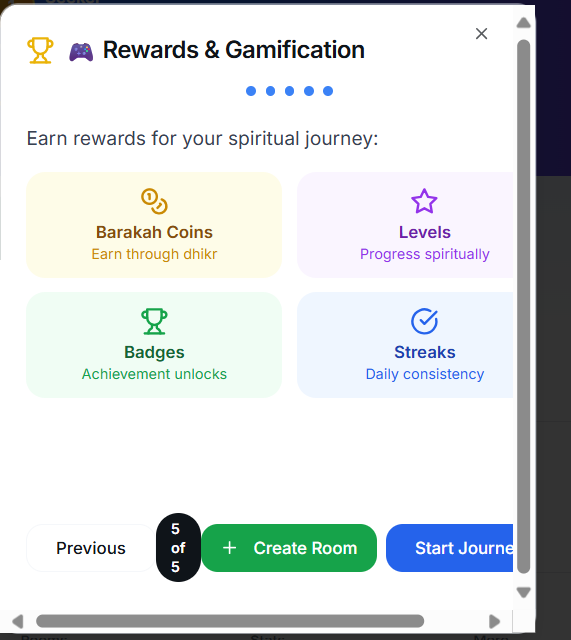 Rewards & Gamification
Earn rewards for your spiritual journey:
Barakah Coins
Earn through dhikr
Levels
Progress spiritually
Badges
Achievement unlocks
Streaks
Daily consistency
Previous
5
of
5
Create Room
Start Journe